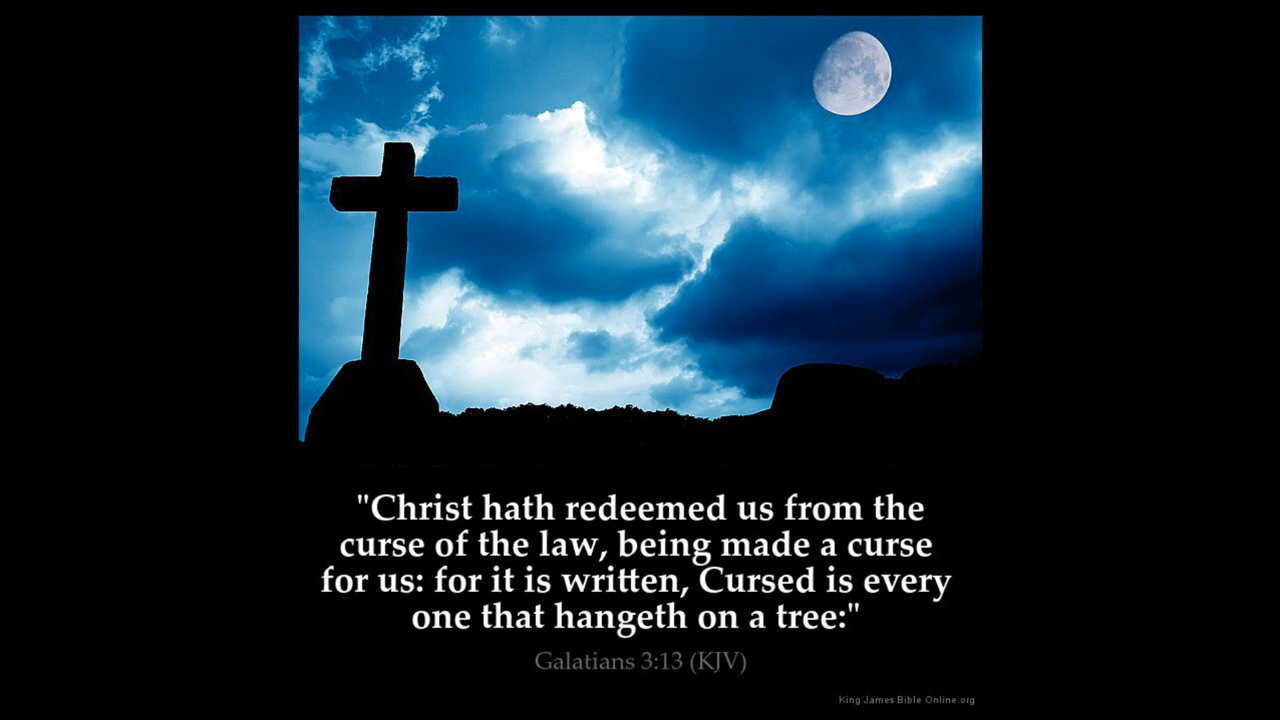 "Christ hath redeemed us from the
curse of the law, being made a curse
for us: for it is written, Cursed is every
one that hangeth on a tree:"
Galatians 3:13 (KJV)
King James Bible Online.org